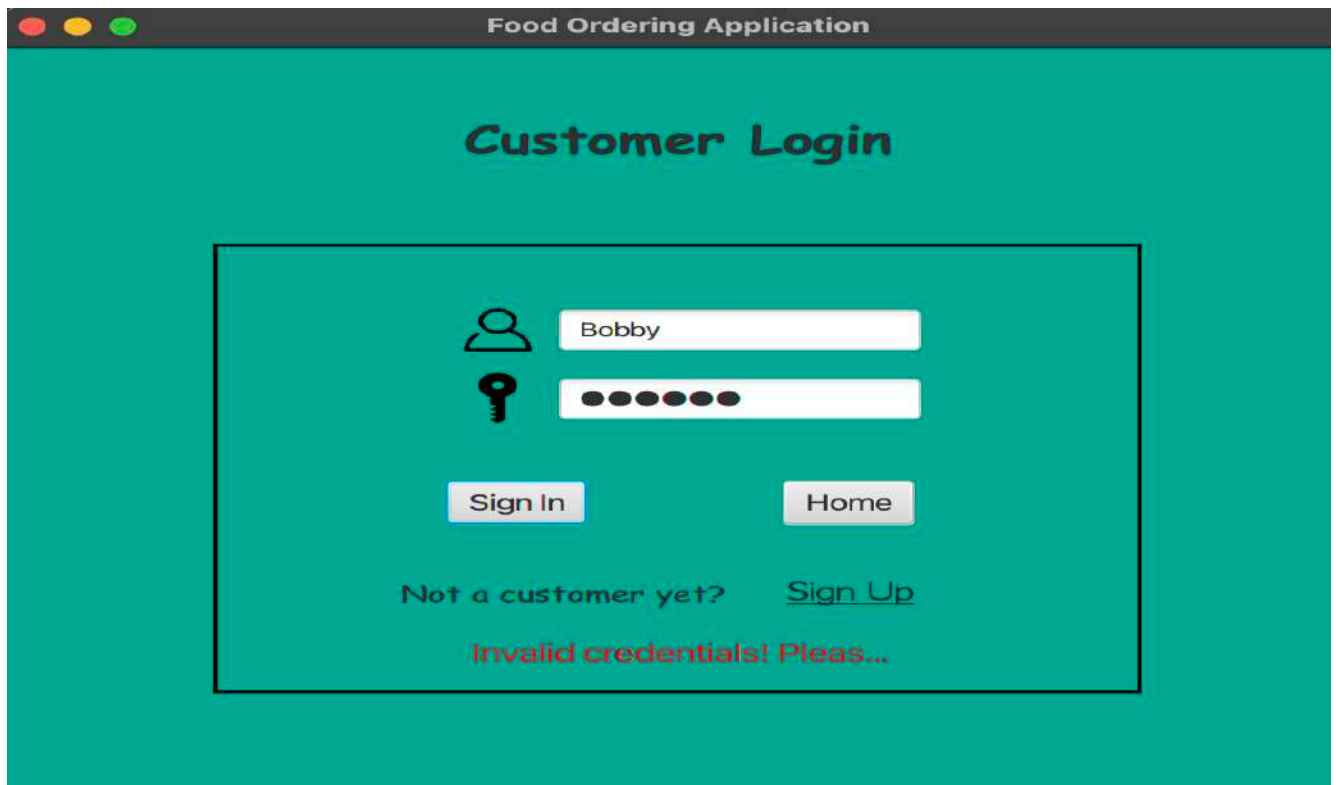 Food Ordering Application
Customer Login
Bobby
Sign In
Home
Not a customer yet?
Sign Up
Invalid credentials! Pleas...